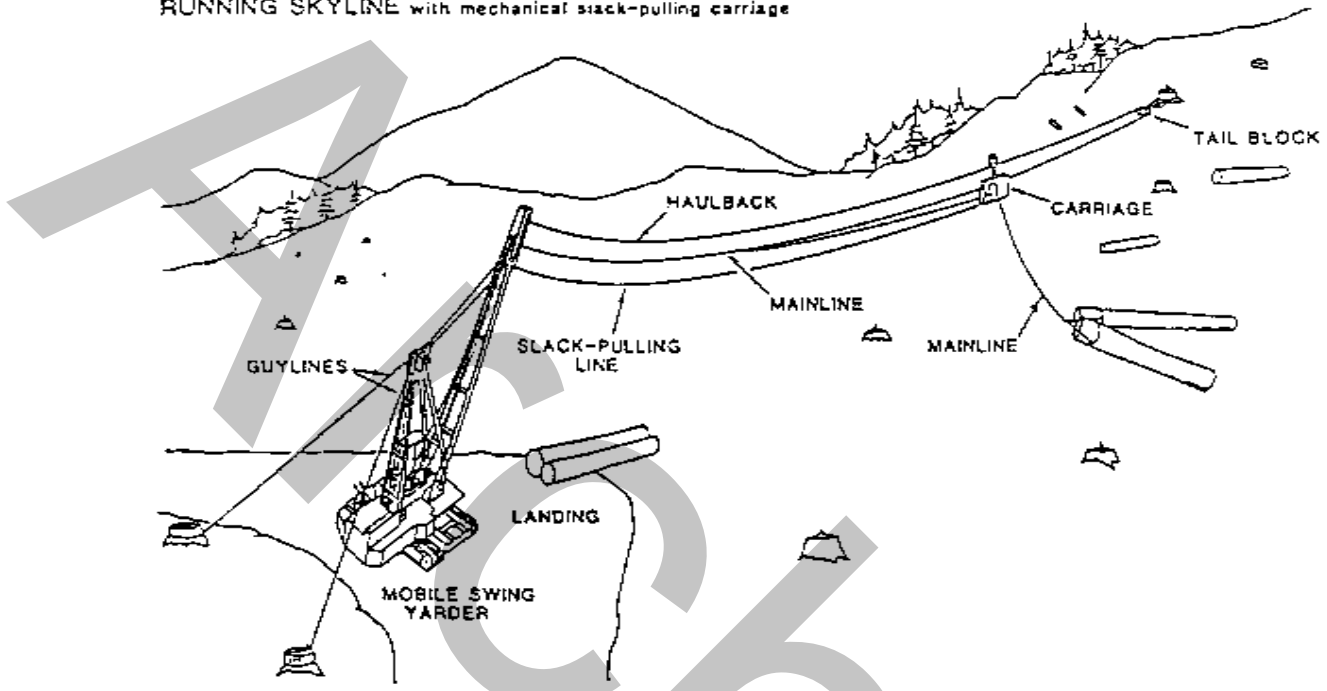 RUNNING SKYLINE with mechanical slack-pulling carriage
TAIL BLOCK
HAULBACK
CARRIAGE
MAINLINE
SLACK-PULLING
LINE
MAINLINE
GUYLINES
LANDING
MOBILE SWING
YARDER
Arch